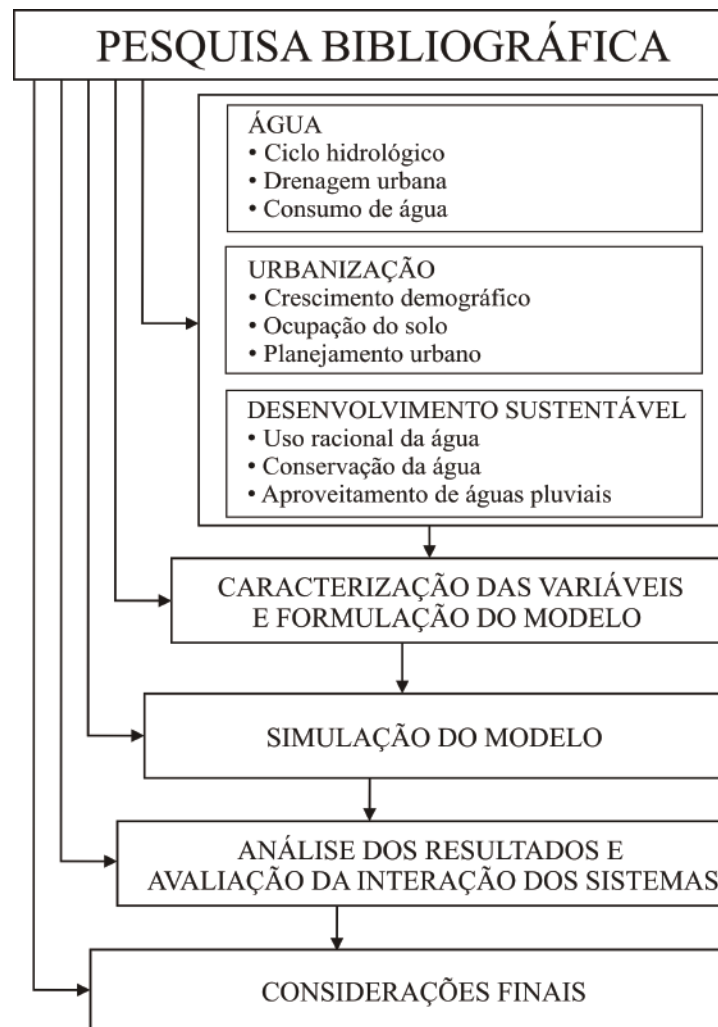 PESQUISA BIBLIOGRÁFICA
ÁGUA
• Ciclo hidrológico
• Drenagem urbana
• Consumo de água
URBANIZAÇÃO
• Crescimento demográfico
• Ocupação do solo
• Planejamento urbano
DESENVOLVIMENTO SUSTENTÁVEL
• Uso racional da água
• Conservação da água
• Aproveitamento de águas pluviais
CARACTERIZAÇÃO DAS VARIÁVEIS
E FORMULAÇÃO DO MODELO
SIMULAÇÃO DO MODELO
ANÁLISE DOS RESULTADOS E
AVALIAÇÃO DA INTERAÇÃO DOS SISTEMAS
CONSIDERAÇÕES FINAIS